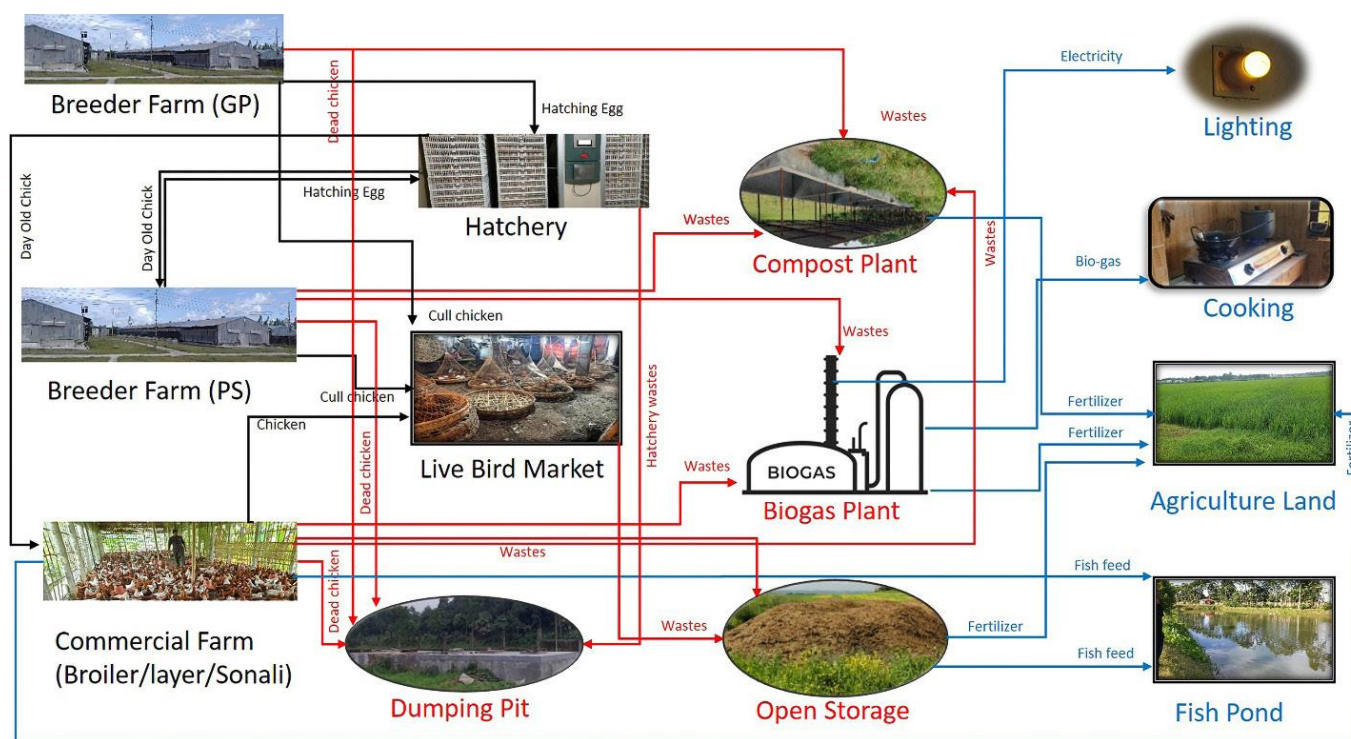 Breeder Farm (GP)
Dead chicken
Hatching Egg
Wastes
Electricity
Lighting
Day Old Chick
Day Old Chick
Hatching Egg
Hatchery
Wastes
Compost Plant
Wastes
Bio-gas
Cooking
Breeder Farm (PS)
Cull chicken
Cull chicken
Chicken
Live Bird Market
Dead chicken
Hatchery wastes
Wastes
Wastes
BIOGAS
Biogas Plant
Fertilizer
Fertilizer
Fertilizer
Agriculture Land
Commercial Farm
(Broiler/layer/Sonali)
Dead chicken
Wastes
Dumping Pit
Wastes
Open Storage
Fertilizer
Fish feed
Fish feed
Fish Pond